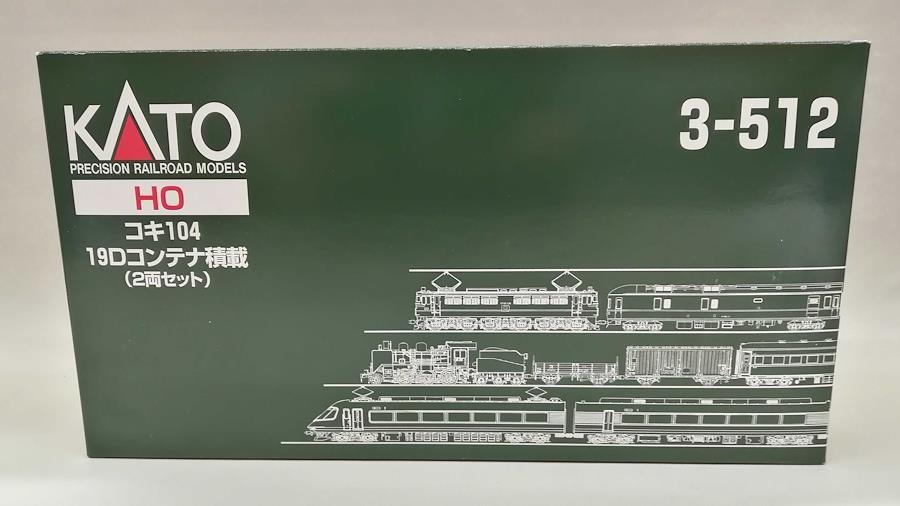 KATO
PRECISION RAILROAD MODELS
HO
コキ104
19Dコンテナ積載
(2両セット)
3-512